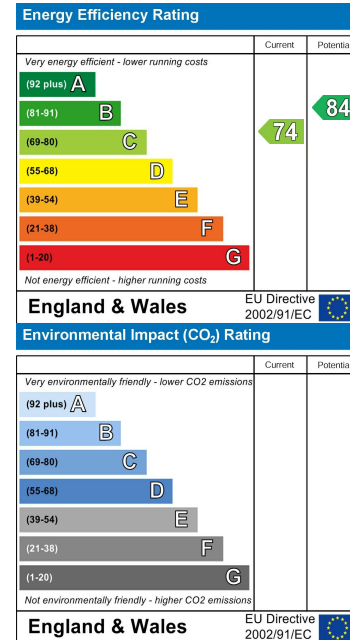 Energy Efficiency Rating
Current Potentia
Very energy efficient - lower running costs
(92 plus) A
(81-91) B
(69-80) C
(55-68) D
(39-54) E
(21-38) F
(1-20) G
74
84
Not energy efficient - higher running costs
England & Wales
EU Directive
2002/91/EC
Environmental Impact (CO₂) Rating
Current Potentia
Very environmentally friendly - lower CO2 emissions
(92 plus) A
(81-91) B
(69-80) C
(55-68) D
(39-54) E
(21-38) F
(1-20) G
Not environmentally friendly - higher CO2 emissions
England & Wales
EU Directive
2002/91/EC